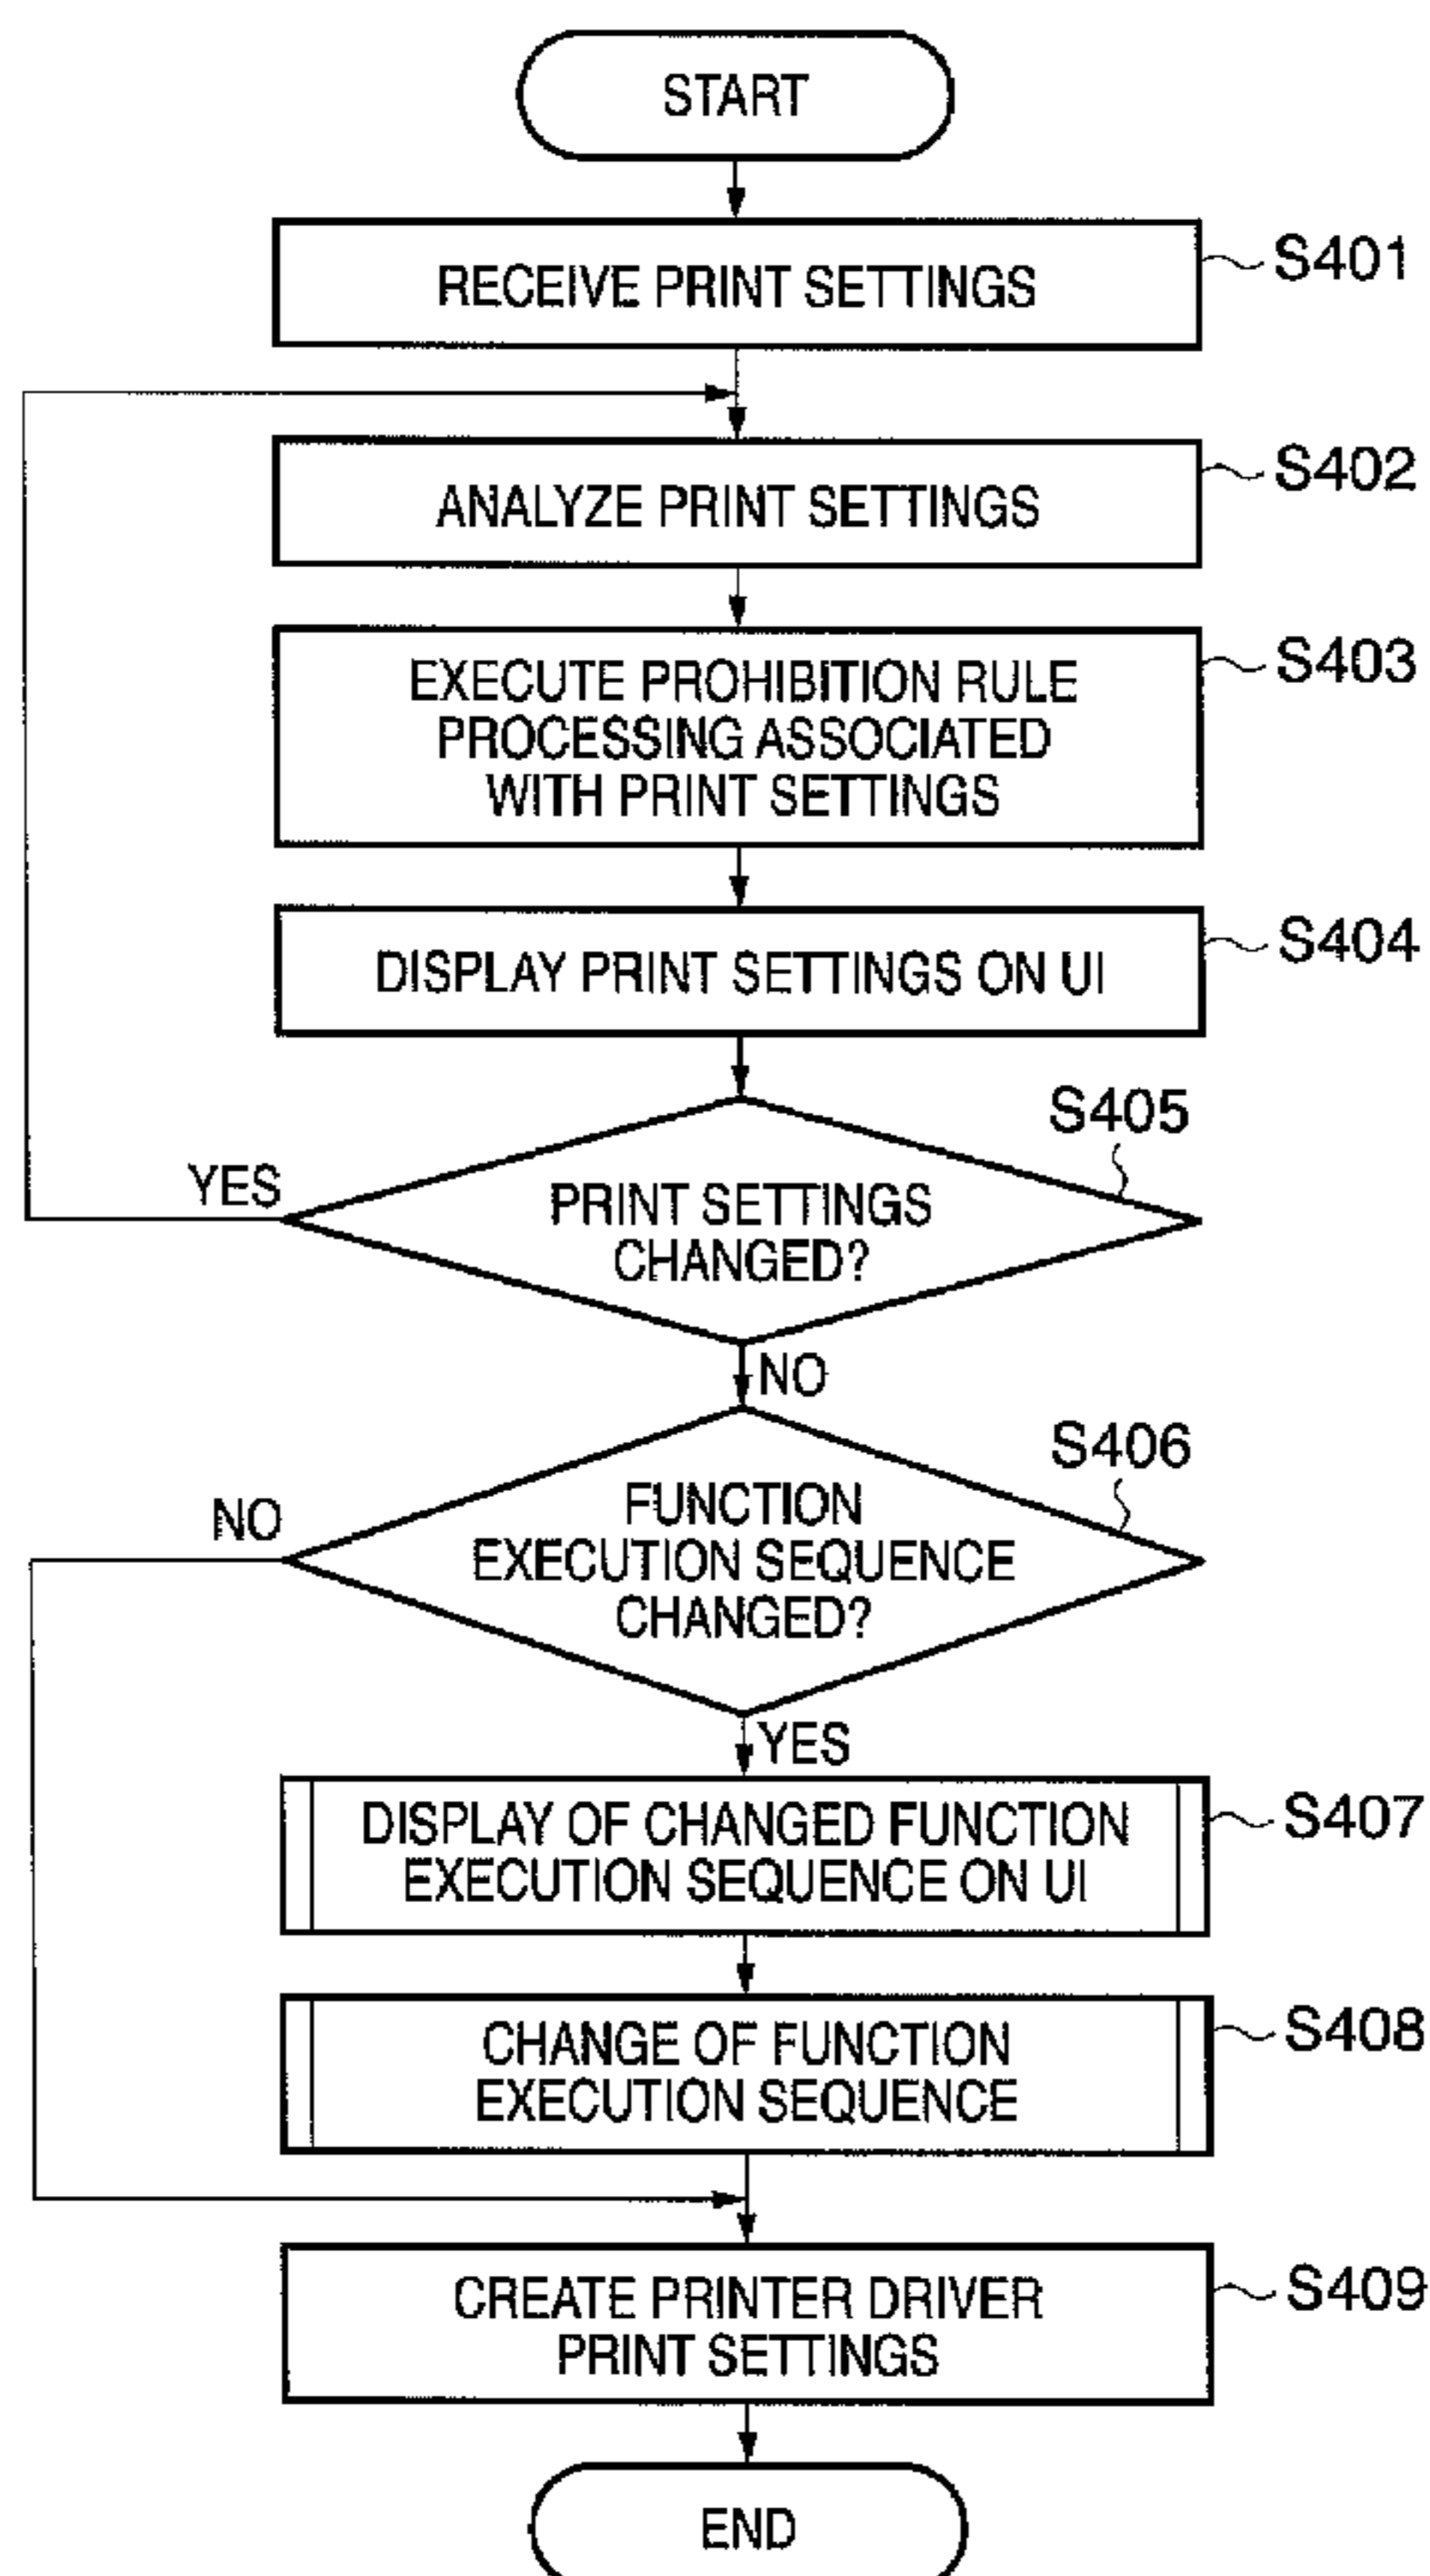 START
RECEIVE PRINT SETTINGS
S401
ANALYZE PRINT SETTINGS
S402
EXECUTE PROHIBITION RULE
PROCESSING ASSOCIATED
WITH PRINT SETTINGS
S403
DISPLAY PRINT SETTINGS ON UI
S404
S405
YES
PRINT SETTINGS
CHANGED?
NO
S406
NO
FUNCTION
EXECUTION SEQUENCE
CHANGED?
YES
DISPLAY OF CHANGED FUNCTION
EXECUTION SEQUENCE ON UI
S407
CHANGE OF FUNCTION
EXECUTION SEQUENCE
S408
CREATE PRINTER DRIVER
PRINT SETTINGS
S409
END